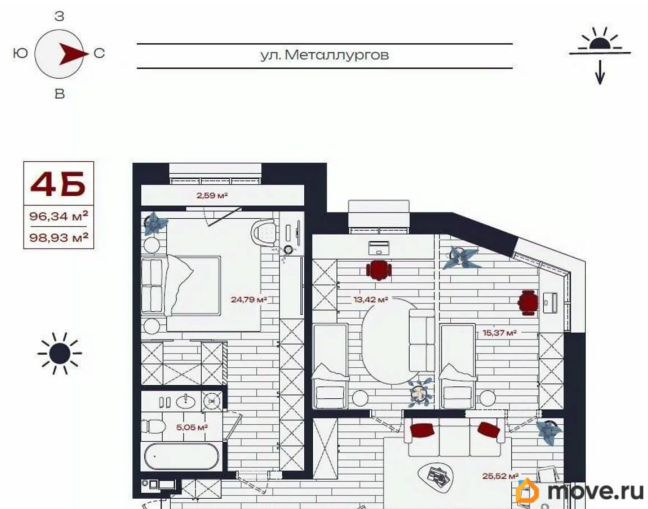 З
Ю
С
В
ул. Металлургов
4Б
96,34 м²
98,93 м²
2,59 м²
24,79 м²
13,42 м²
15,37 м²
5,05 м²
25,52 м²
move.ru